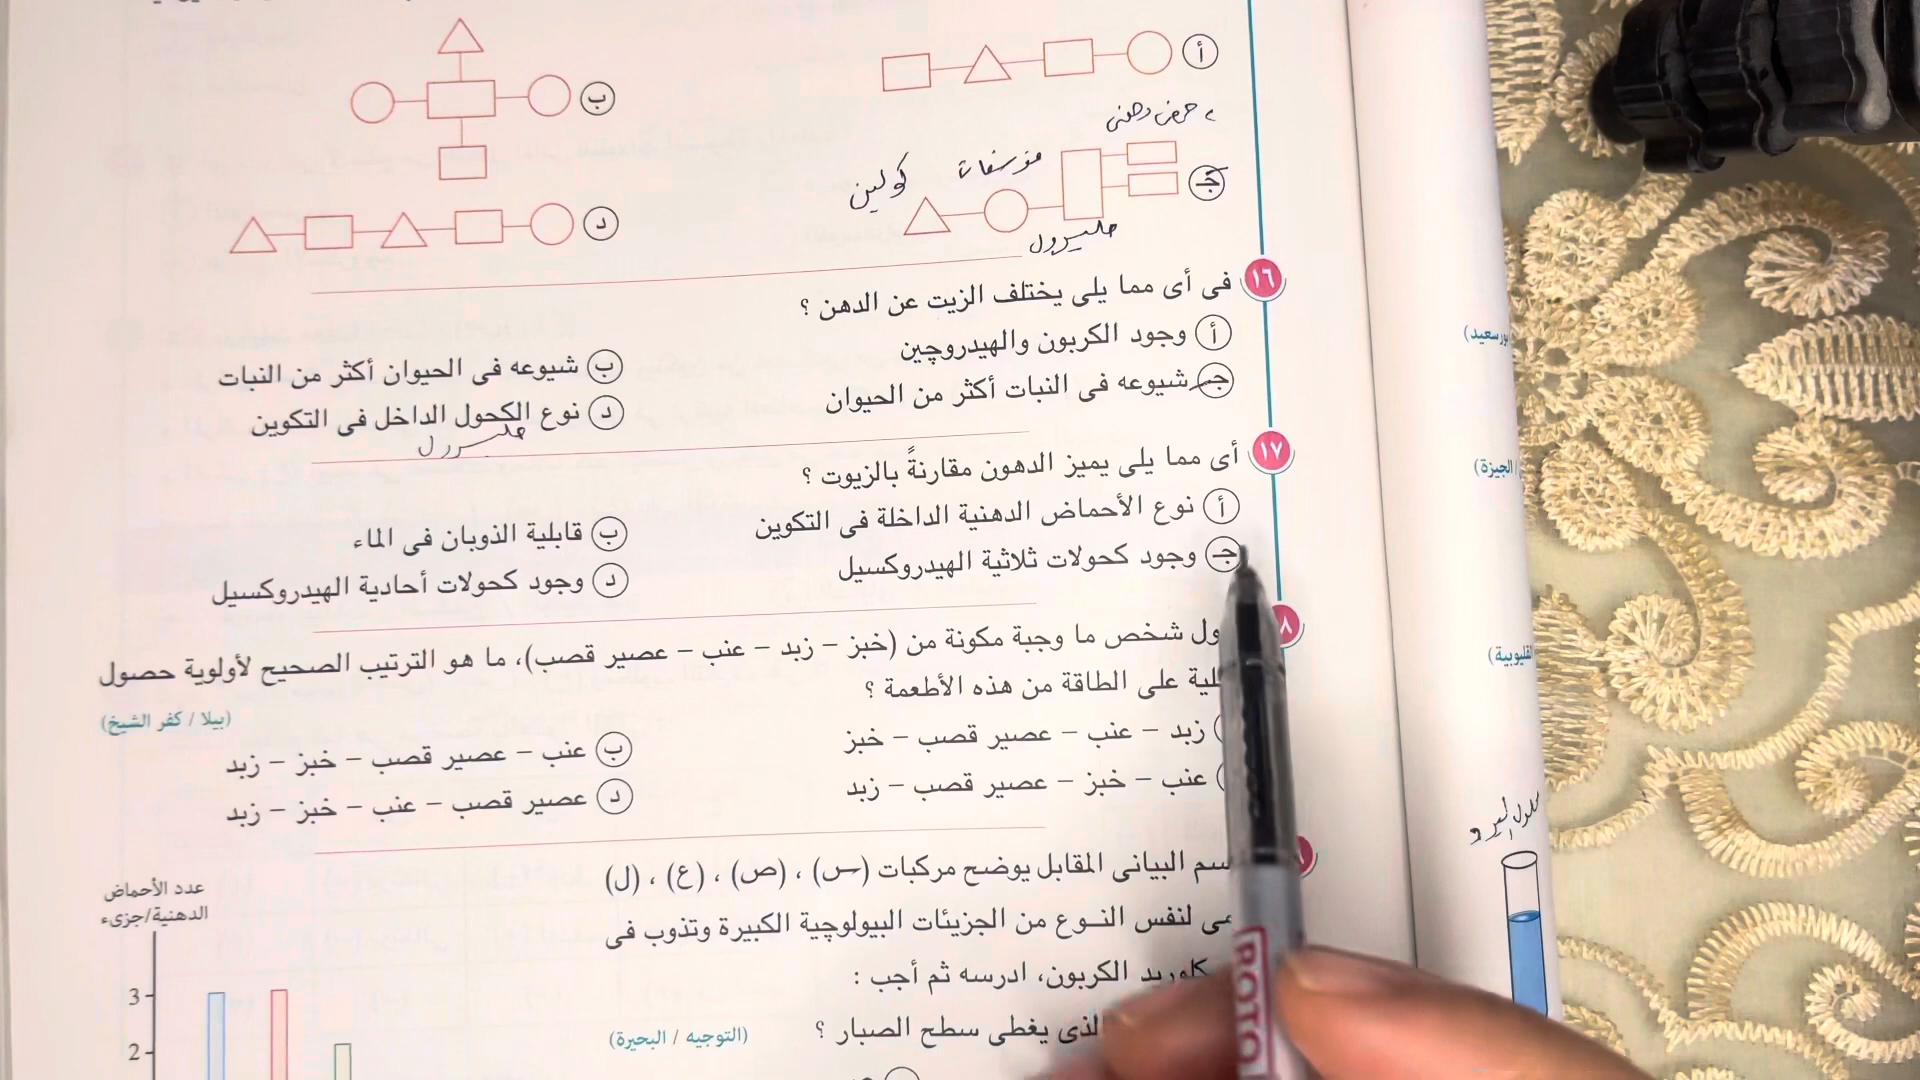 أ
ب
حمض دهنى
كولين
فوسفات
جـ
جليسرول
د
١٦ فى أى مما يلى يختلف الزيت عن الدهن ؟
أ وجود الكربون والهيدروچين
ب شيوعه فى الحيوان أكثر من النبات
جـ شيوعه فى النبات أكثر من الحيوان
د نوع الكحول الداخل فى التكوين
جليسرول
١٧ أى مما يلى يميز الدهون مقارنةً بالزيوت ؟
أ نوع الأحماض الدهنية الداخلة فى التكوين
ب قابلية الذوبان فى الماء
جـ وجود كحولات ثلاثية الهيدروكسيل
د وجود كحولات أحادية الهيدروكسيل
شخص ما وجبة مكونة من (خبز – زبد – عنب – عصير قصب)، ما هو الترتيب الصحيح لأولوية حصول
على الطاقة من هذه الأطعمة ؟
(بيلا / كفر الشيخ)
زبد – عنب – عصير قصب – خبز
ب عنب – عصير قصب – خبز – زبد
عنب – خبز – عصير قصب – زبد
د عصير قصب – عنب – خبز – زبد
البيانى المقابل يوضح مركبات (س) ، (ص) ، (ع) ، (ل)
لنفس النوع من الجزيئات البيولوچية الكبيرة وتذوب فى
الكربون، ادرسه ثم أجب :
يغطى سطح الصبار ؟
(التوجيه / البحيرة)
عدد الأحماض
الدهنية/جزىء
3
2
بورسعيد)
الجيزة)
القليوبية)
ROTO